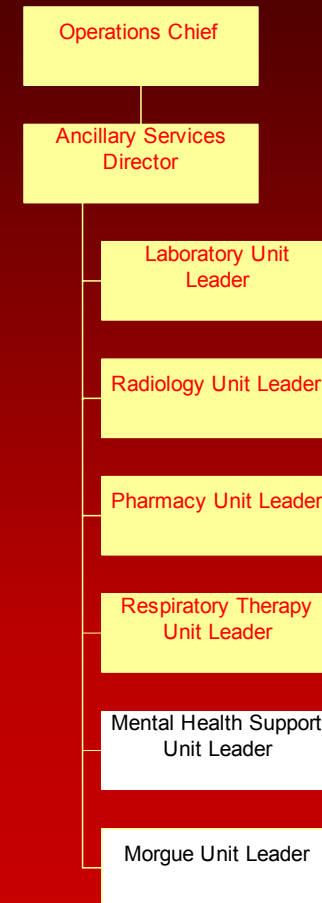 Operations Chief
Ancillary Services
Director
Laboratory Unit
Leader
Radiology Unit Leader
Pharmacy Unit Leader
Respiratory Therapy
Unit Leader
Mental Health Support
Unit Leader
Morgue Unit Leader